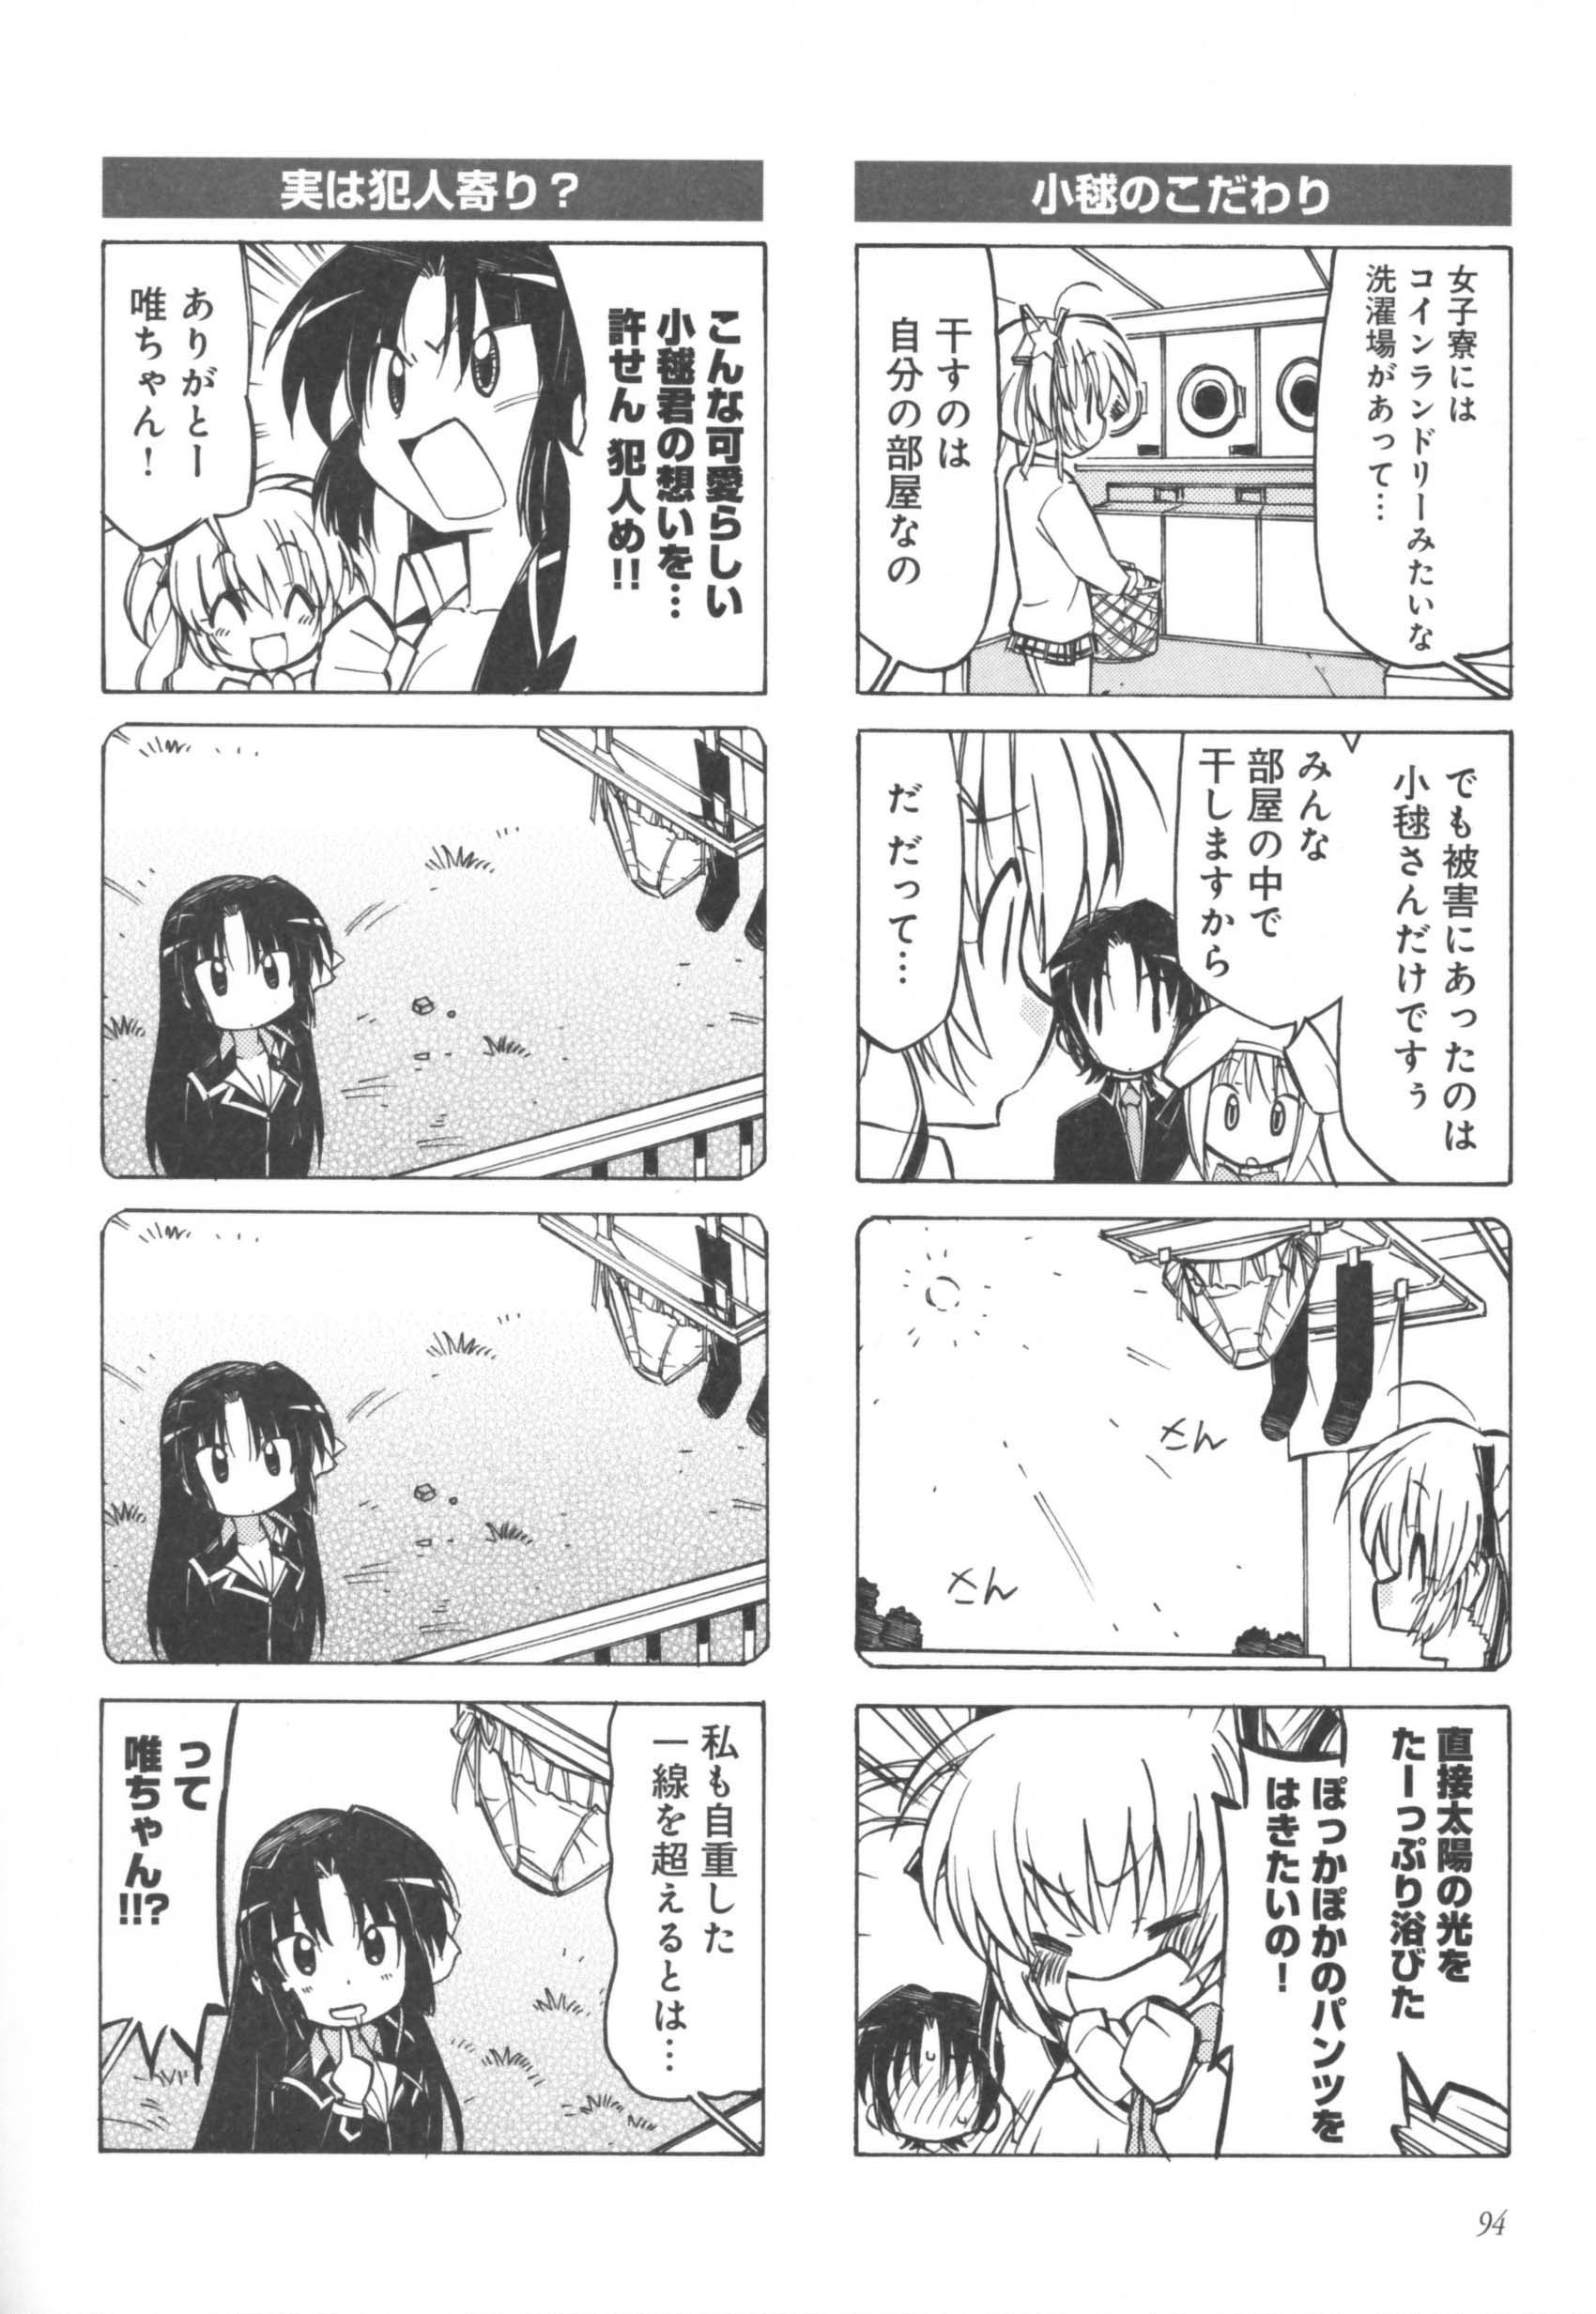 小毬のこだわり
女子寮には
コインランドリーみたいな
洗濯場があって…
干すのは
自分の部屋なの
でも被害にあったのは
小毬さんだけですぅ
みんな
部屋の中で
干しますから
だだって…
さん
さん
直接太陽の光を
たーっぷり浴びた
ぽっかぽかのパンツを
はきたいの！
実は犯人寄り？
こんな可愛らしい
小毬君の想いを…
許せん 犯人め!!
ありがとー
唯ちゃん！
私も自重した
一線を超えるとは…
って
唯ちゃん!!?
94